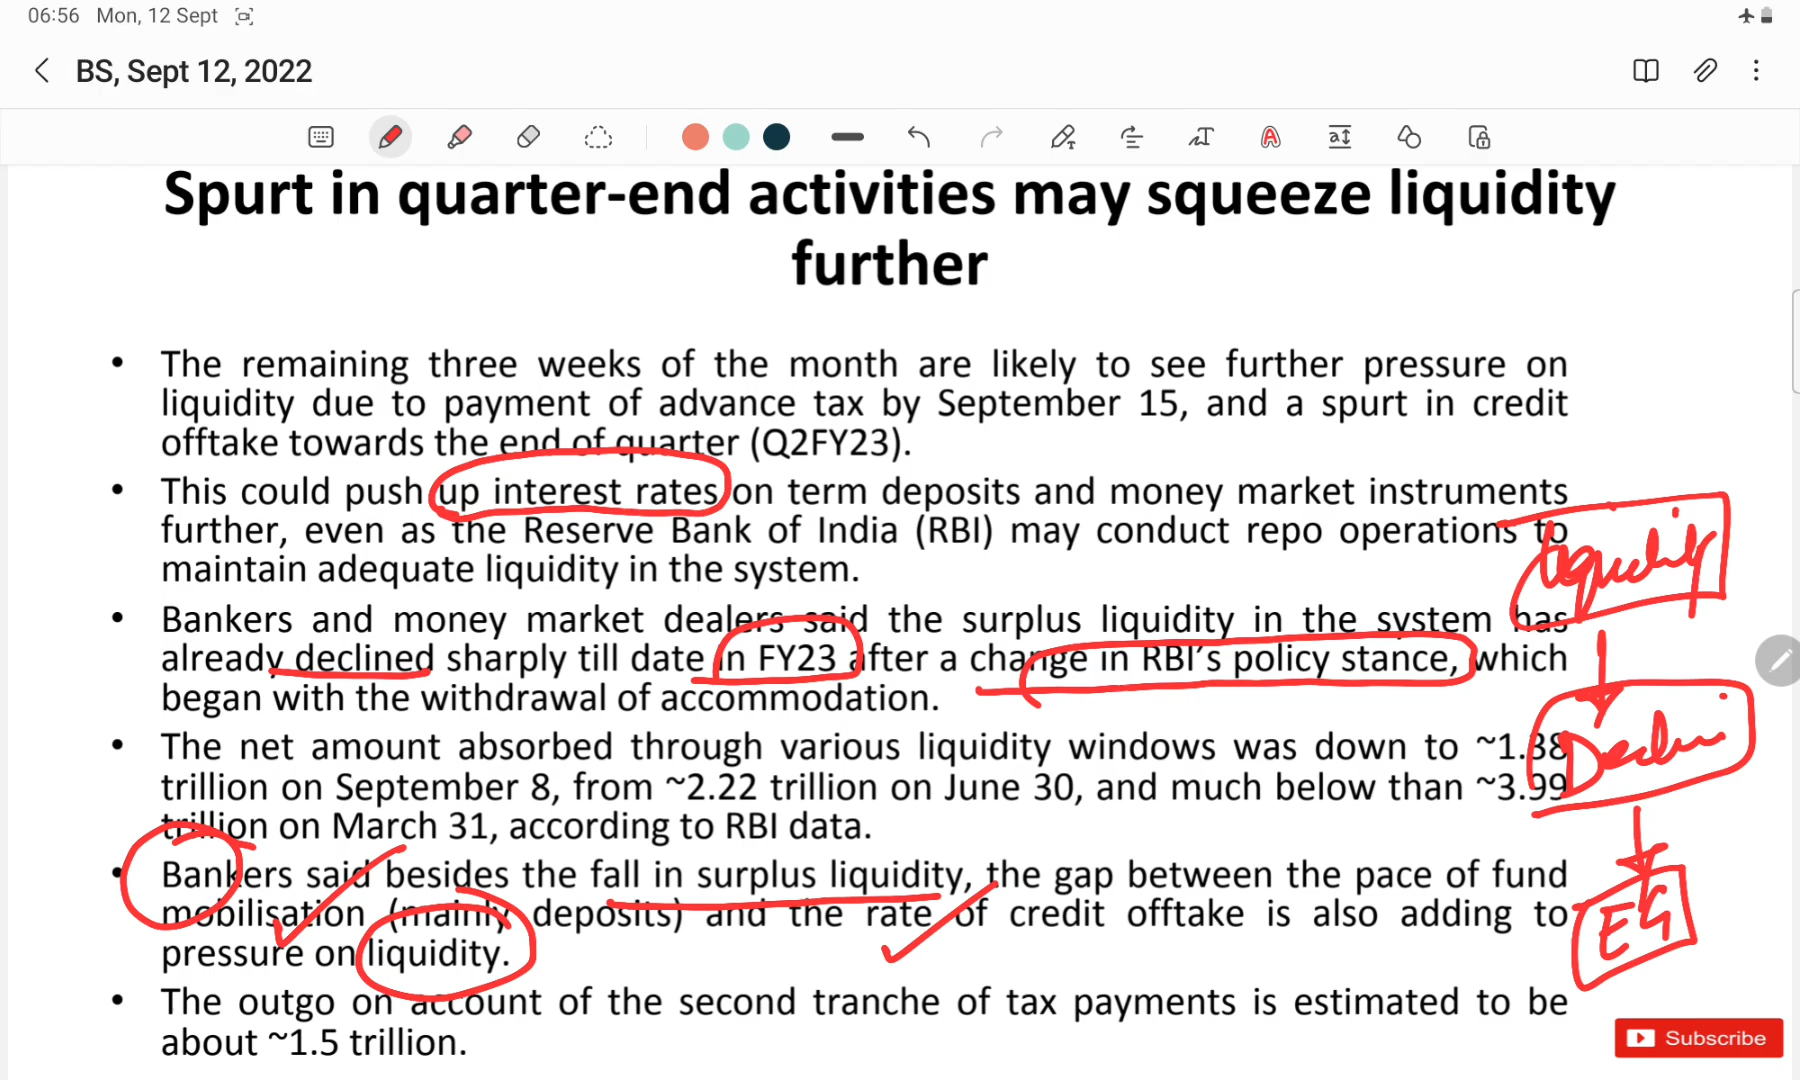 06:56 Mon, 12 Sept
BS, Sept 12, 2022
Spurt in quarter-end activities may squeeze liquidity
further
• The remaining three weeks of the month are likely to see further pressure on
liquidity due to payment of advance tax by September 15, and a spurt in credit
offtake towards the end of quarter (Q2FY23).
• This could push up interest rates on term deposits and money market instruments
further, even as the Reserve Bank of India (RBI) may conduct repo operations to
maintain adequate liquidity in the system.
Liquidity
• Bankers and money market dealers said the surplus liquidity in the system has
already declined sharply till date in FY23 after a change in RBI's policy stance, which
began with the withdrawal of accommodation.
• The net amount absorbed through various liquidity windows was down to ~1.38
trillion on September 8, from ~2.22 trillion on June 30, and much below than ~3.99
trillion on March 31, according to RBI data.
• Bankers said besides the fall in surplus liquidity, the gap between the pace of fund
mobilisation (mainly deposits) and the rate of credit offtake is also adding to
pressure on liquidity.
EG
• The outgo on account of the second tranche of tax payments is estimated to be
about ~1.5 trillion.
Subscribe